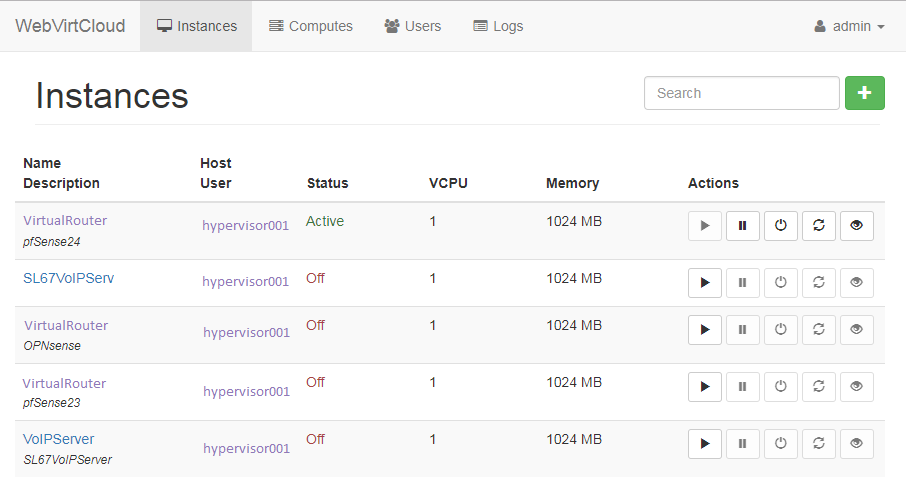 WebVirtCloud Instances Computes Users Logs admin
Instances
Search
Name Host
Description User Status VCPU Memory Actions
VirtualRouter hypervisor001 Active 1 1024 MB
pfSense24
SL67VoIPServ hypervisor001 Off 1 1024 MB
VirtualRouter hypervisor001 Off 1 1024 MB
OPNsense
VirtualRouter hypervisor001 Off 1 1024 MB
pfSense23
VoIPServer hypervisor001 Off 1 1024 MB
SL67VoIPServer